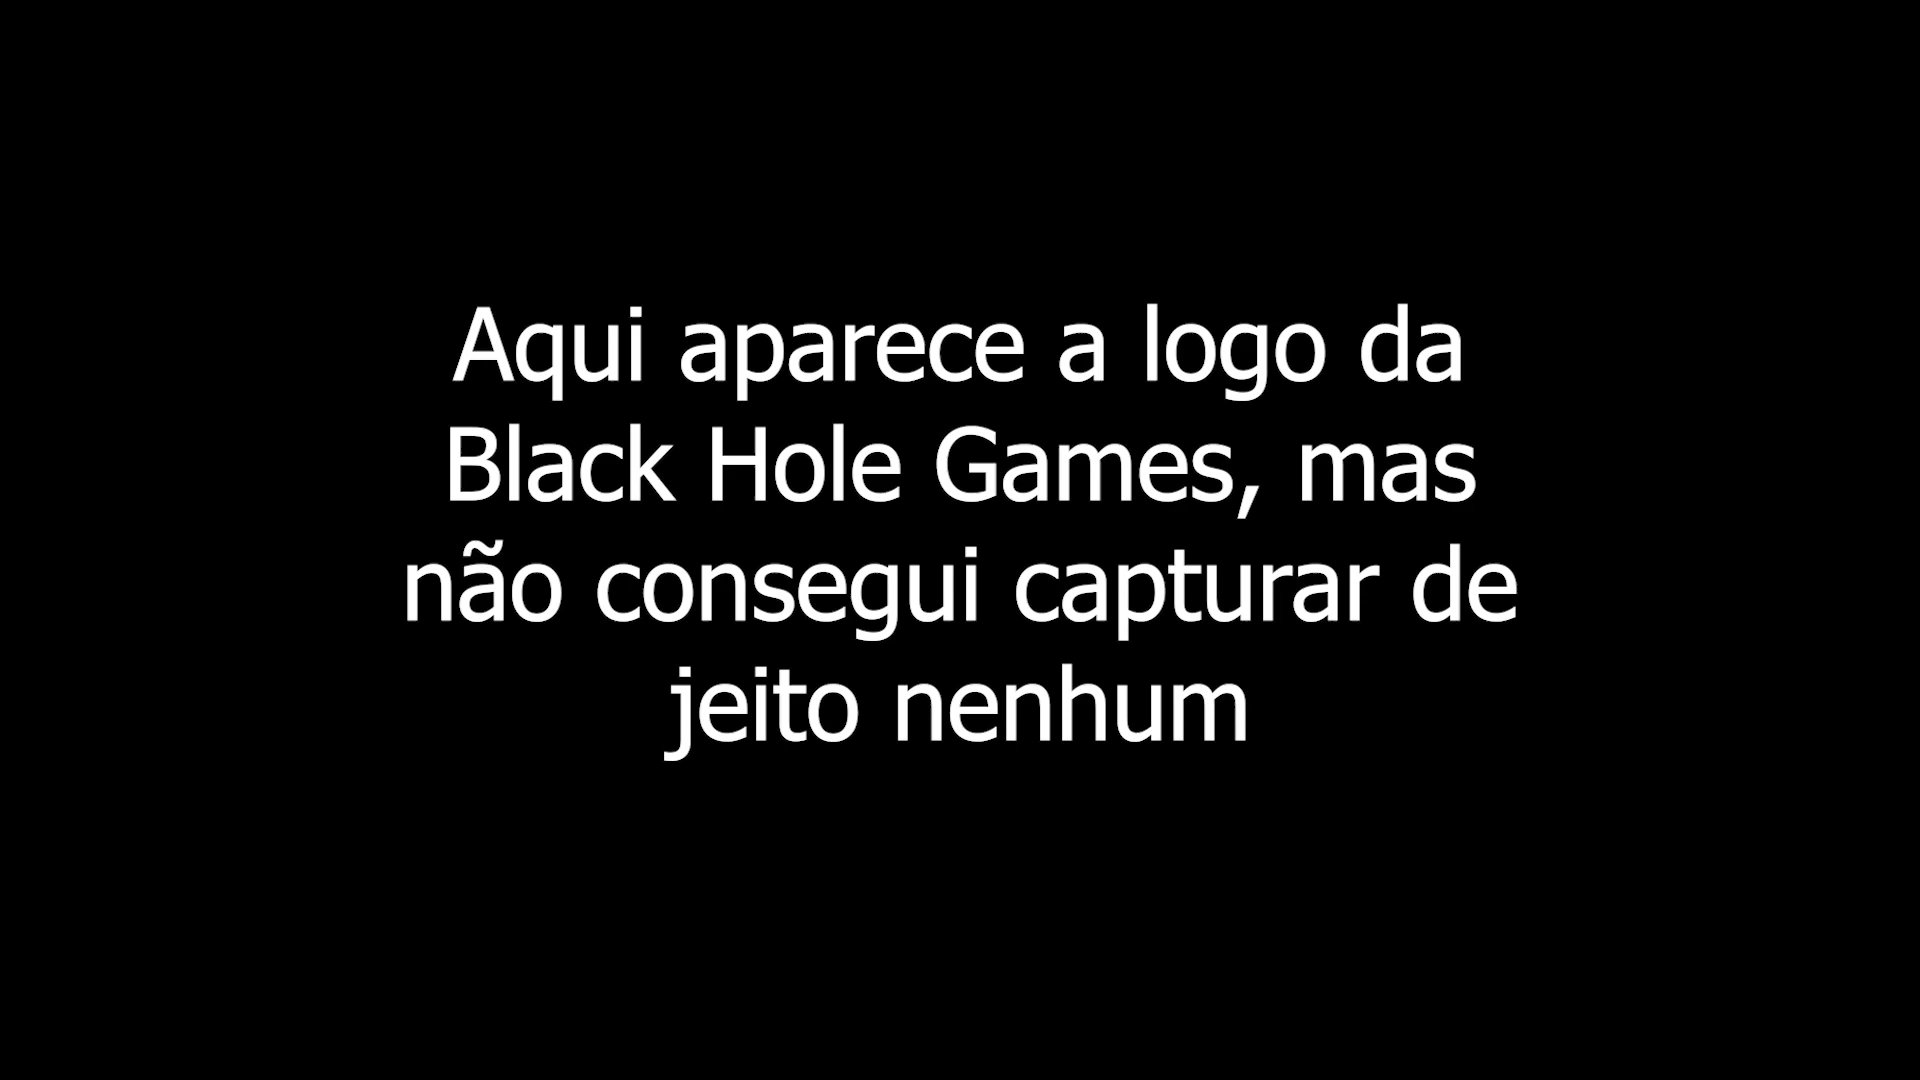 Aqui aparece a logo da
Black Hole Games, mas
não consegui capturar de
jeito nenhum